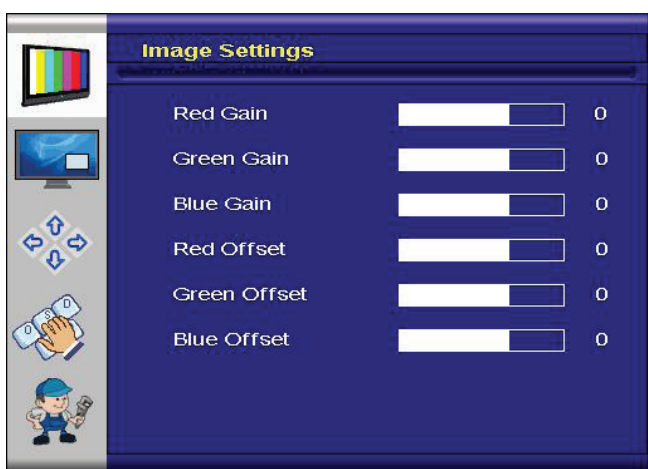 Image Settings
Red Gain 0
Green Gain 0
Blue Gain 0
Red Offset 0
Green Offset 0
Blue Offset 0
O S D